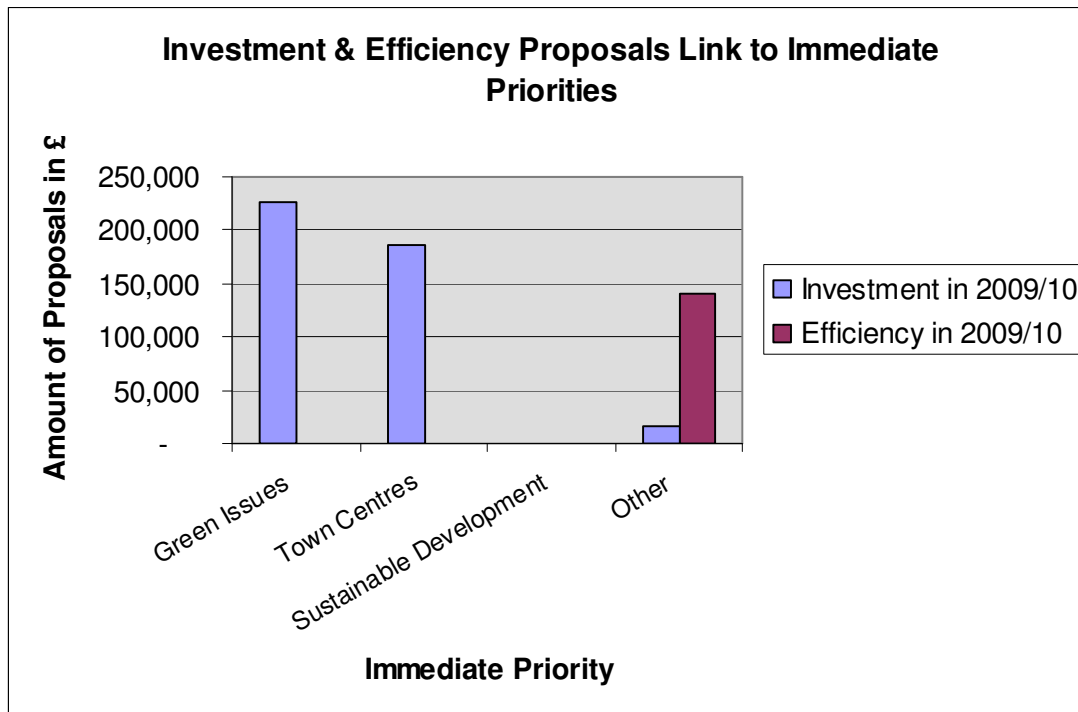 Investment & Efficiency Proposals Link to Immediate
Priorities
Amount of Proposals in £
250,000
200,000
150,000
100,000
50,000
-
Green Issues
Town Centres
Sustainable Development
Other
Immediate Priority
Investment in 2009/10
Efficiency in 2009/10